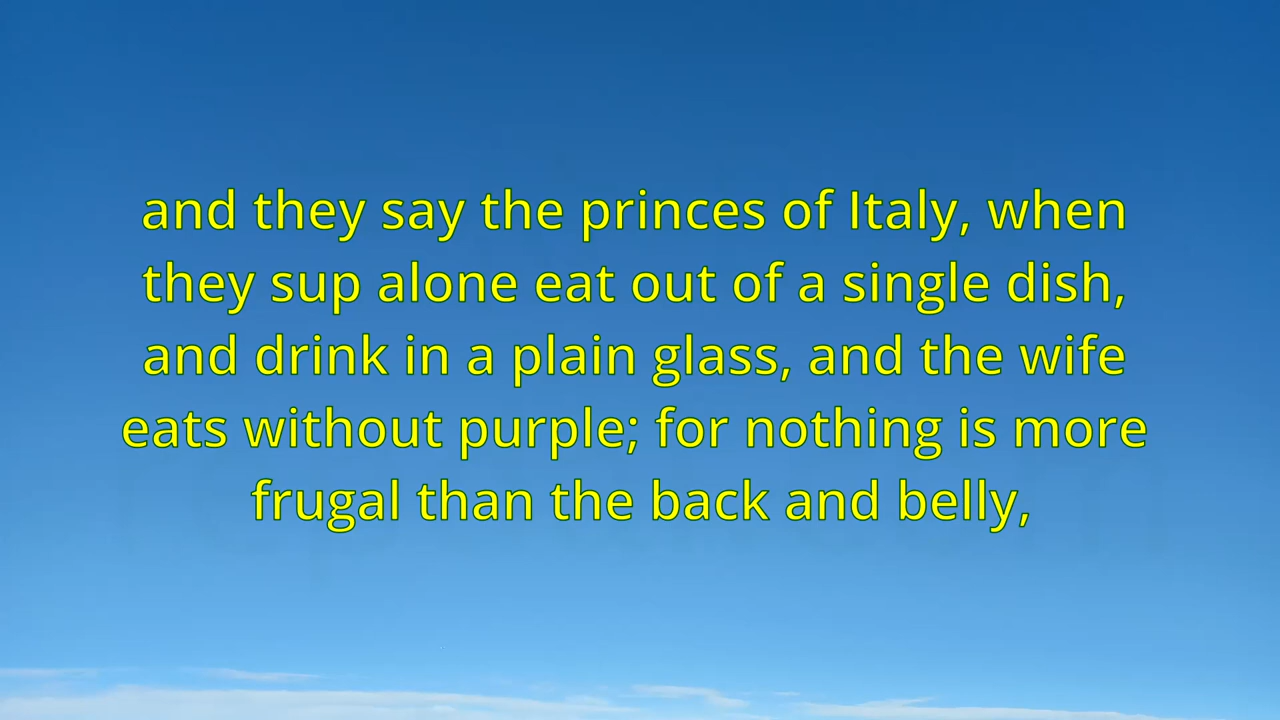 and they say the princes of Italy, when
they sup alone eat out of a single dish,
and drink in a plain glass, and the wife
eats without purple; for nothing is more
frugal than the back and belly,